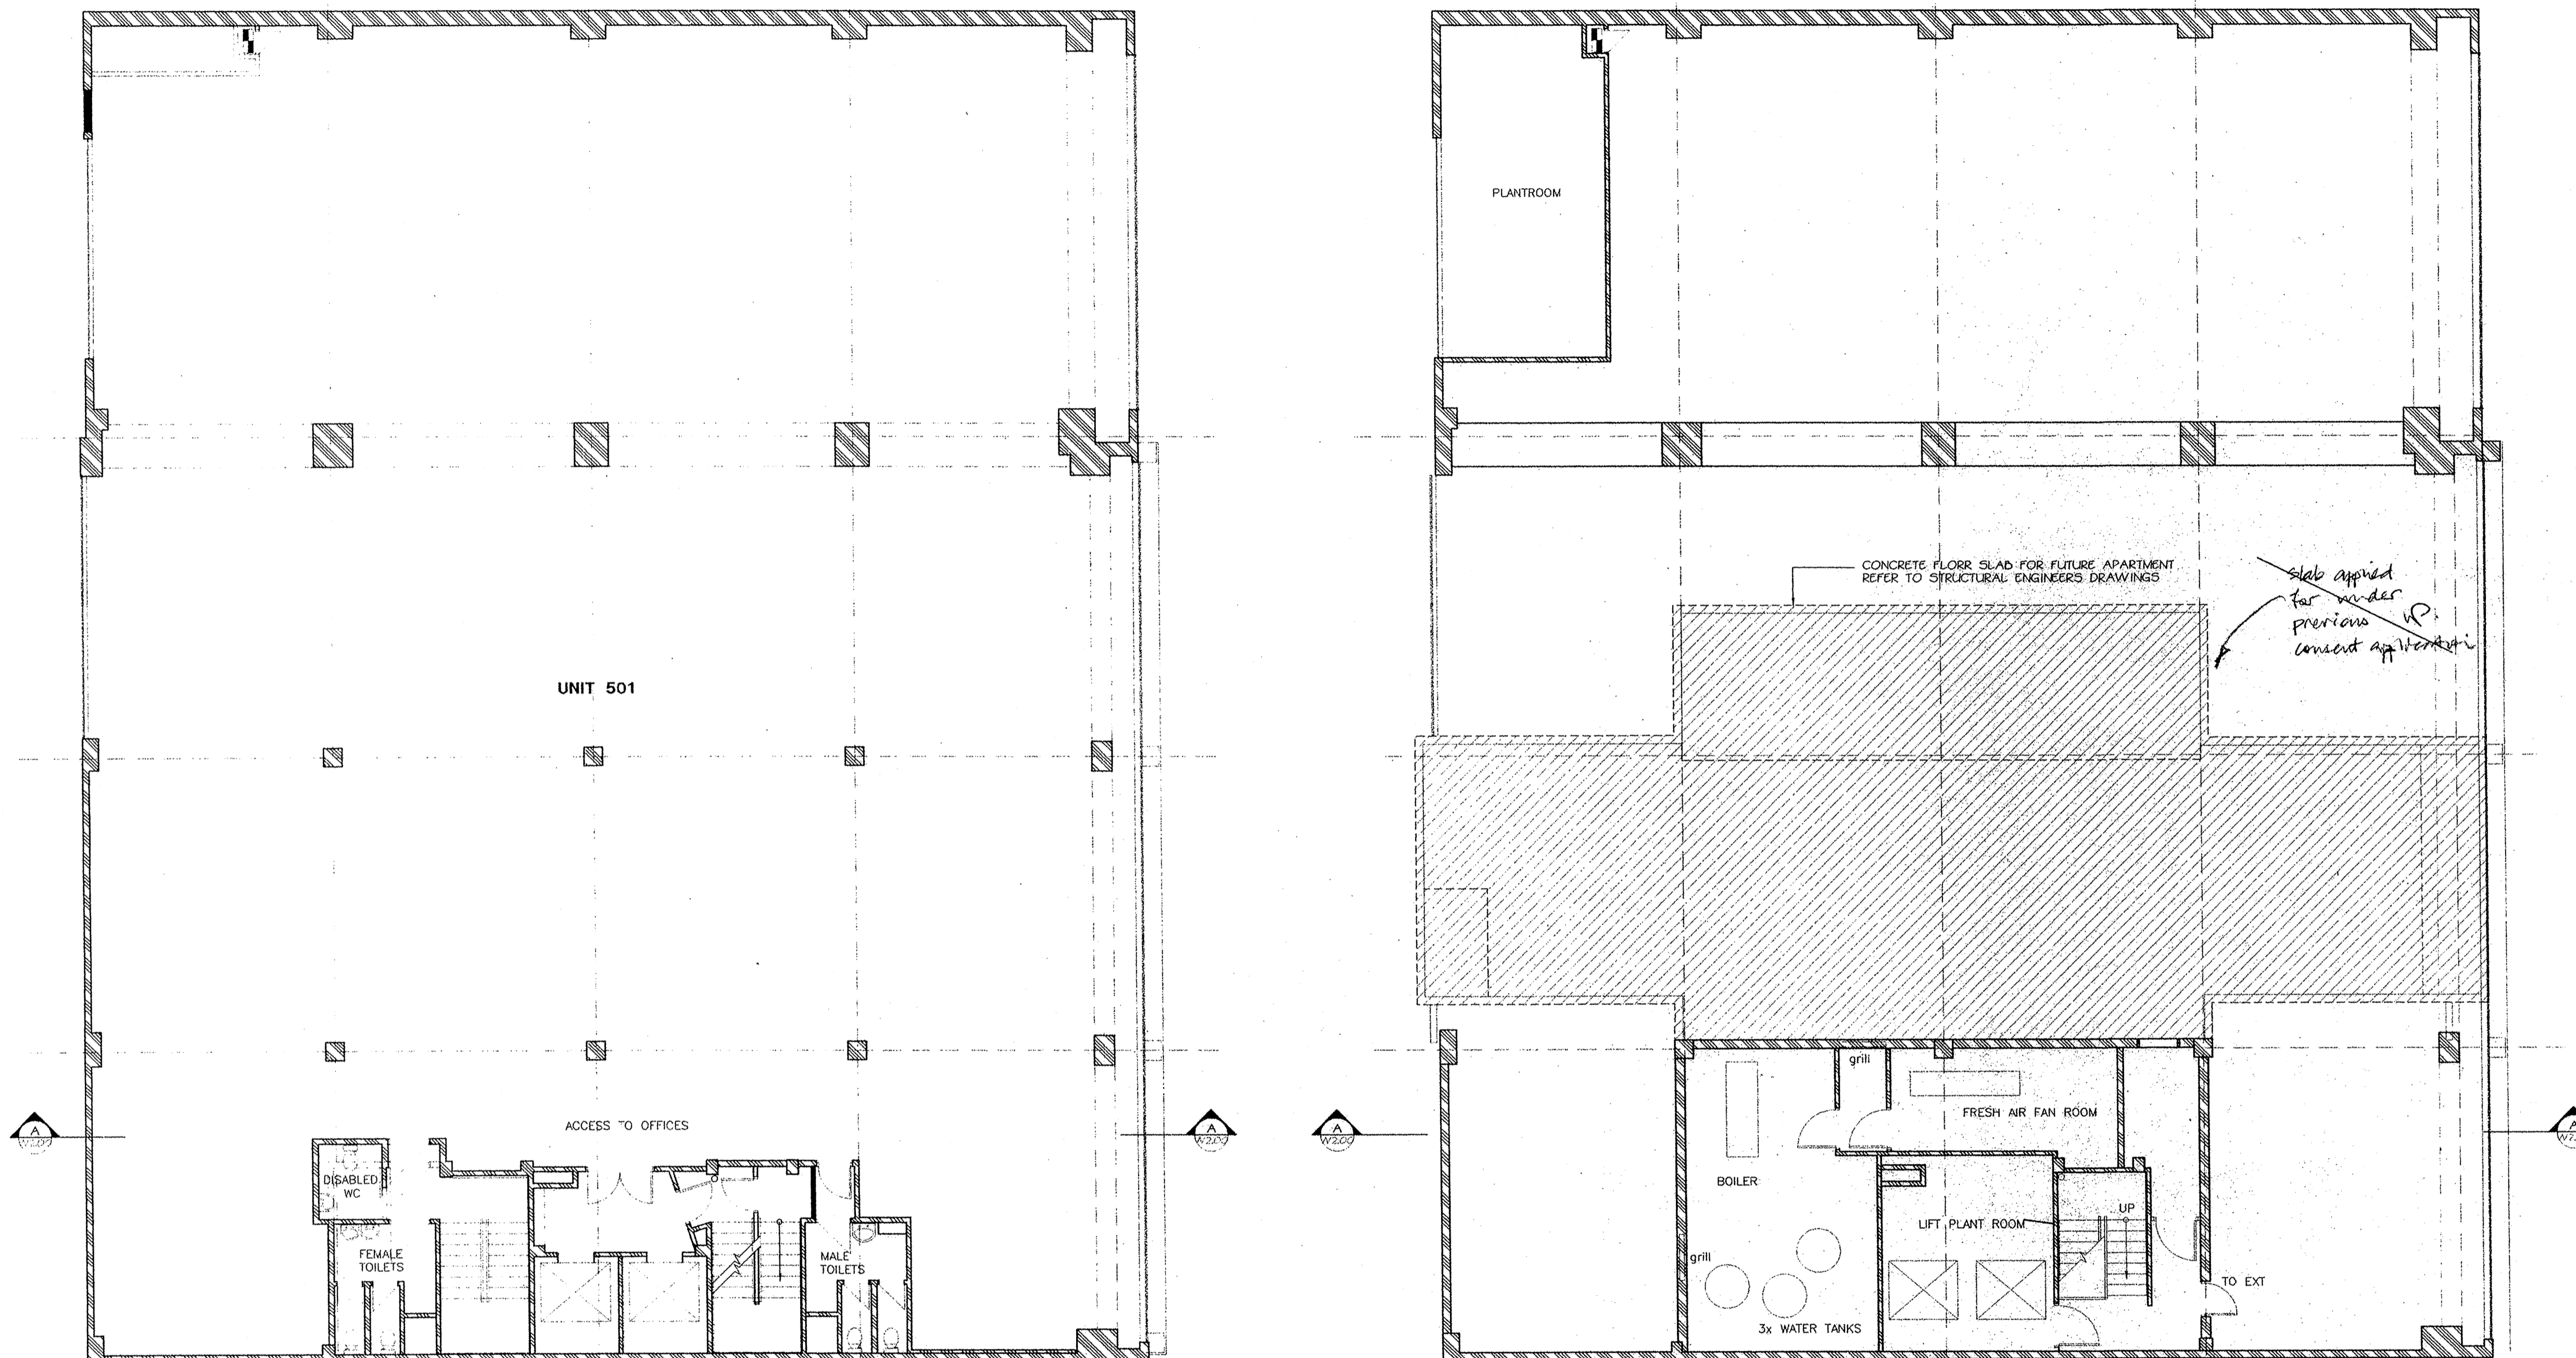 UNIT 501
ACCESS TO OFFICES
DISABLED
WC
FEMALE
TOILETS
MALE
TOILETS
A
W2.00
A
W2.00
PLANTROOM
CONCRETE FLORR SLAB FOR FUTURE APARTMENT
REFER TO STRUCTURAL ENGINEERS DRAWINGS
slab applied
for under
previous
consent
grill
FRESH AIR FAN ROOM
BOILER
LIFT PLANT ROOM
UP
grill
TO EXT
3x WATER TANKS
A
W2.00
A